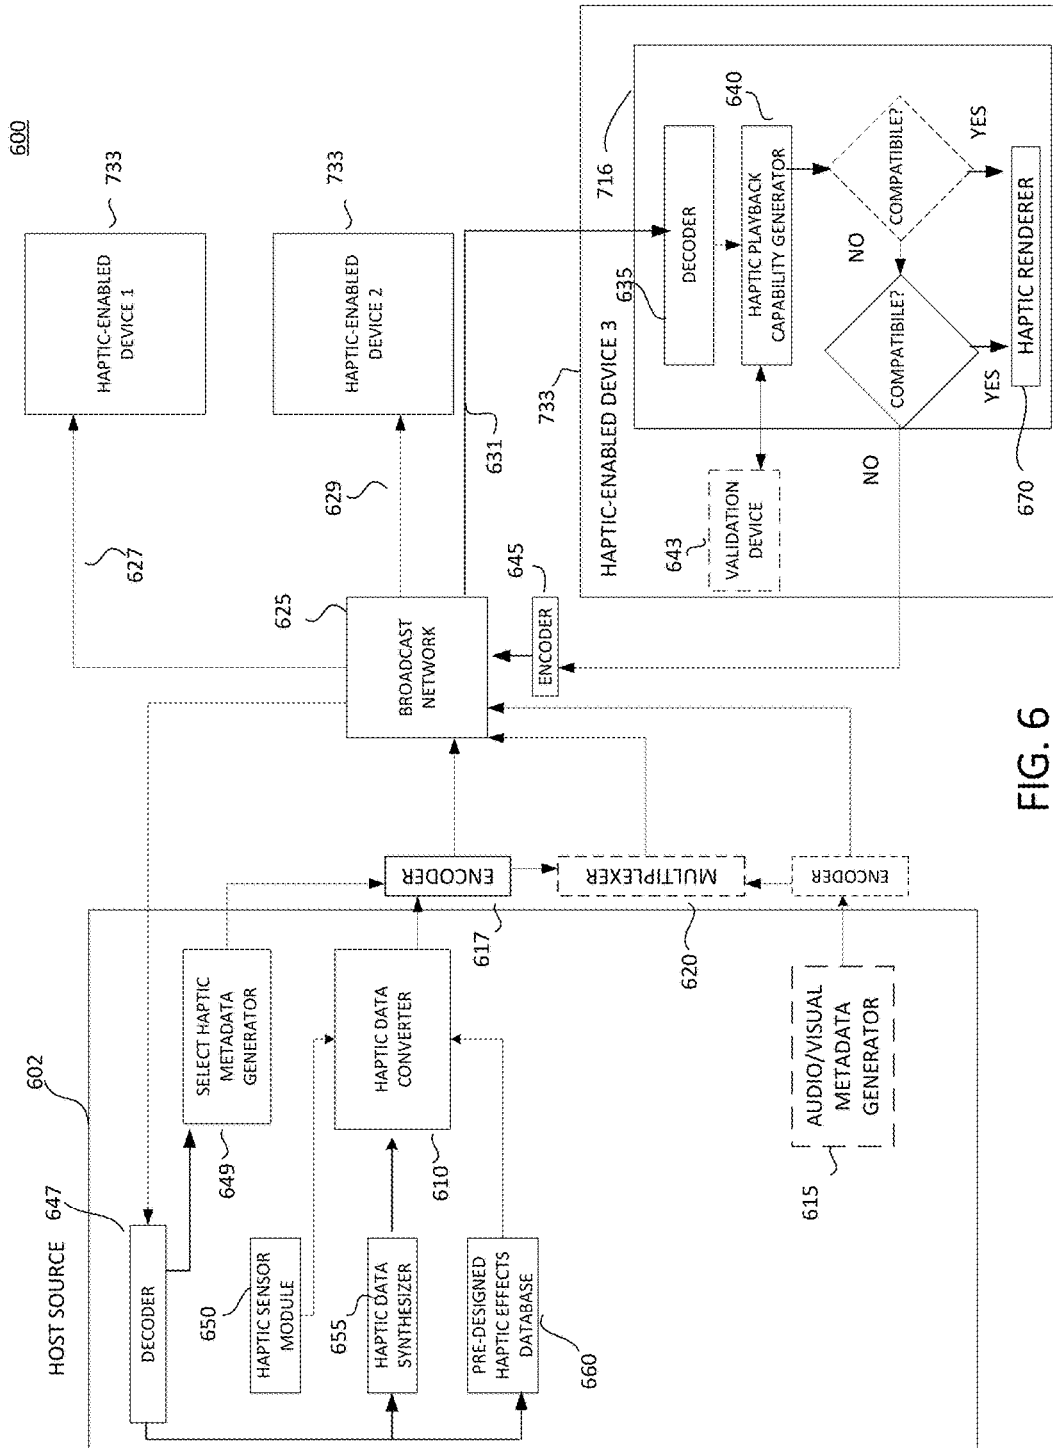 600
HOST SOURCE
602
647
DECODER
SELECT HAPTIC
METADATA
GENERATOR
649
650
HAPTIC SENSOR
MODULE
655
HAPTIC DATA
SYNTHESIZER
PRE-DESIGNED
HAPTIC EFFECTS
DATABASE
660
HAPTIC DATA
CONVERTER
610
AUDIO/VISUAL
METADATA
GENERATOR
615
ENCODER
617
MULTIPLEXER
620
ENCODER
BROADCAST
NETWORK
625
ENCODER
645
627
629
631
HAPTIC-ENABLED
DEVICE 1
733
HAPTIC-ENABLED
DEVICE 2
733
HAPTIC-ENABLED DEVICE 3
733
716
DECODER
635
HAPTIC PLAYBACK
CAPABILITY GENERATOR
640
643
VALIDATION
DEVICE
COMPATIBILE?
YES
NO
COMPATIBILE?
YES
NO
HAPTIC RENDERER
670
FIG. 6